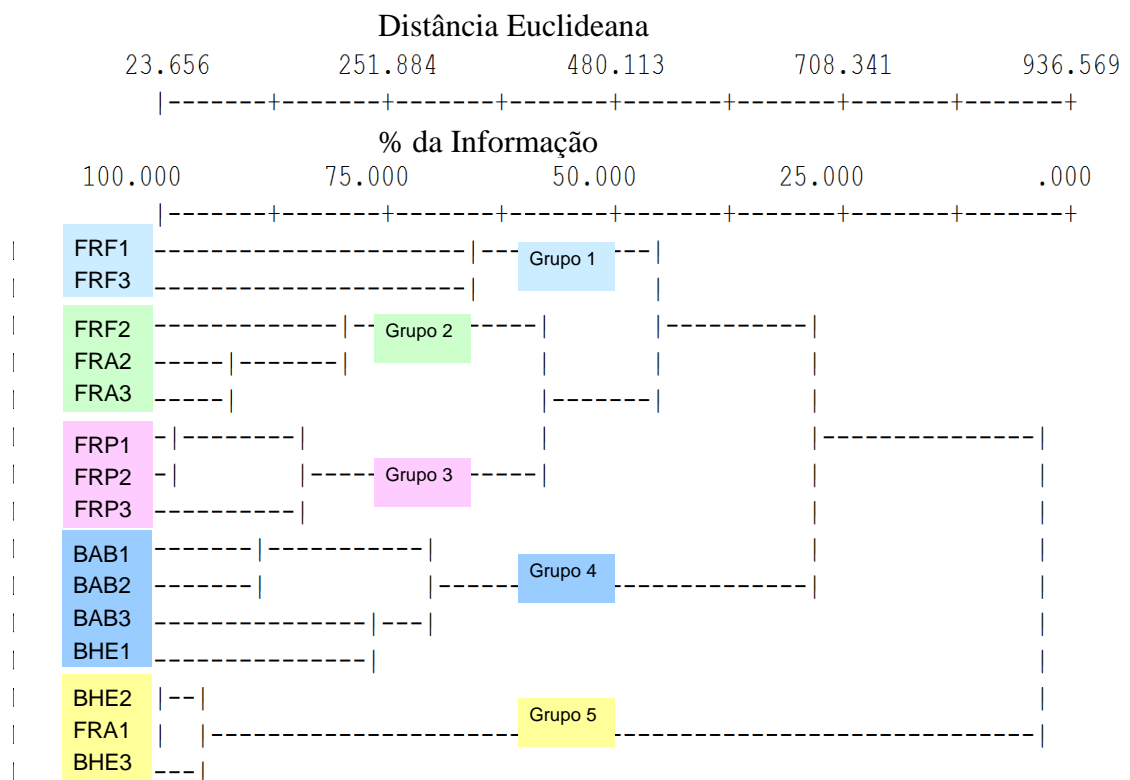 Distância Euclideana
23.656 251.884 480.113 708.341 936.569
|-------+-------+-------+-------+-------+-------+-------+-------+
% da Informação
100.000 75.000 50.000 25.000 .000
|-------+-------+-------+-------+-------+-------+-------+-------+
FRF1 Grupo 1
FRF3
FRF2 Grupo 2
FRA2
FRA3
FRP1
FRP2 Grupo 3
FRP3
BAB1
BAB2 Grupo 4
BAB3
BHE1
BHE2 Grupo 5
FRA1
BHE3